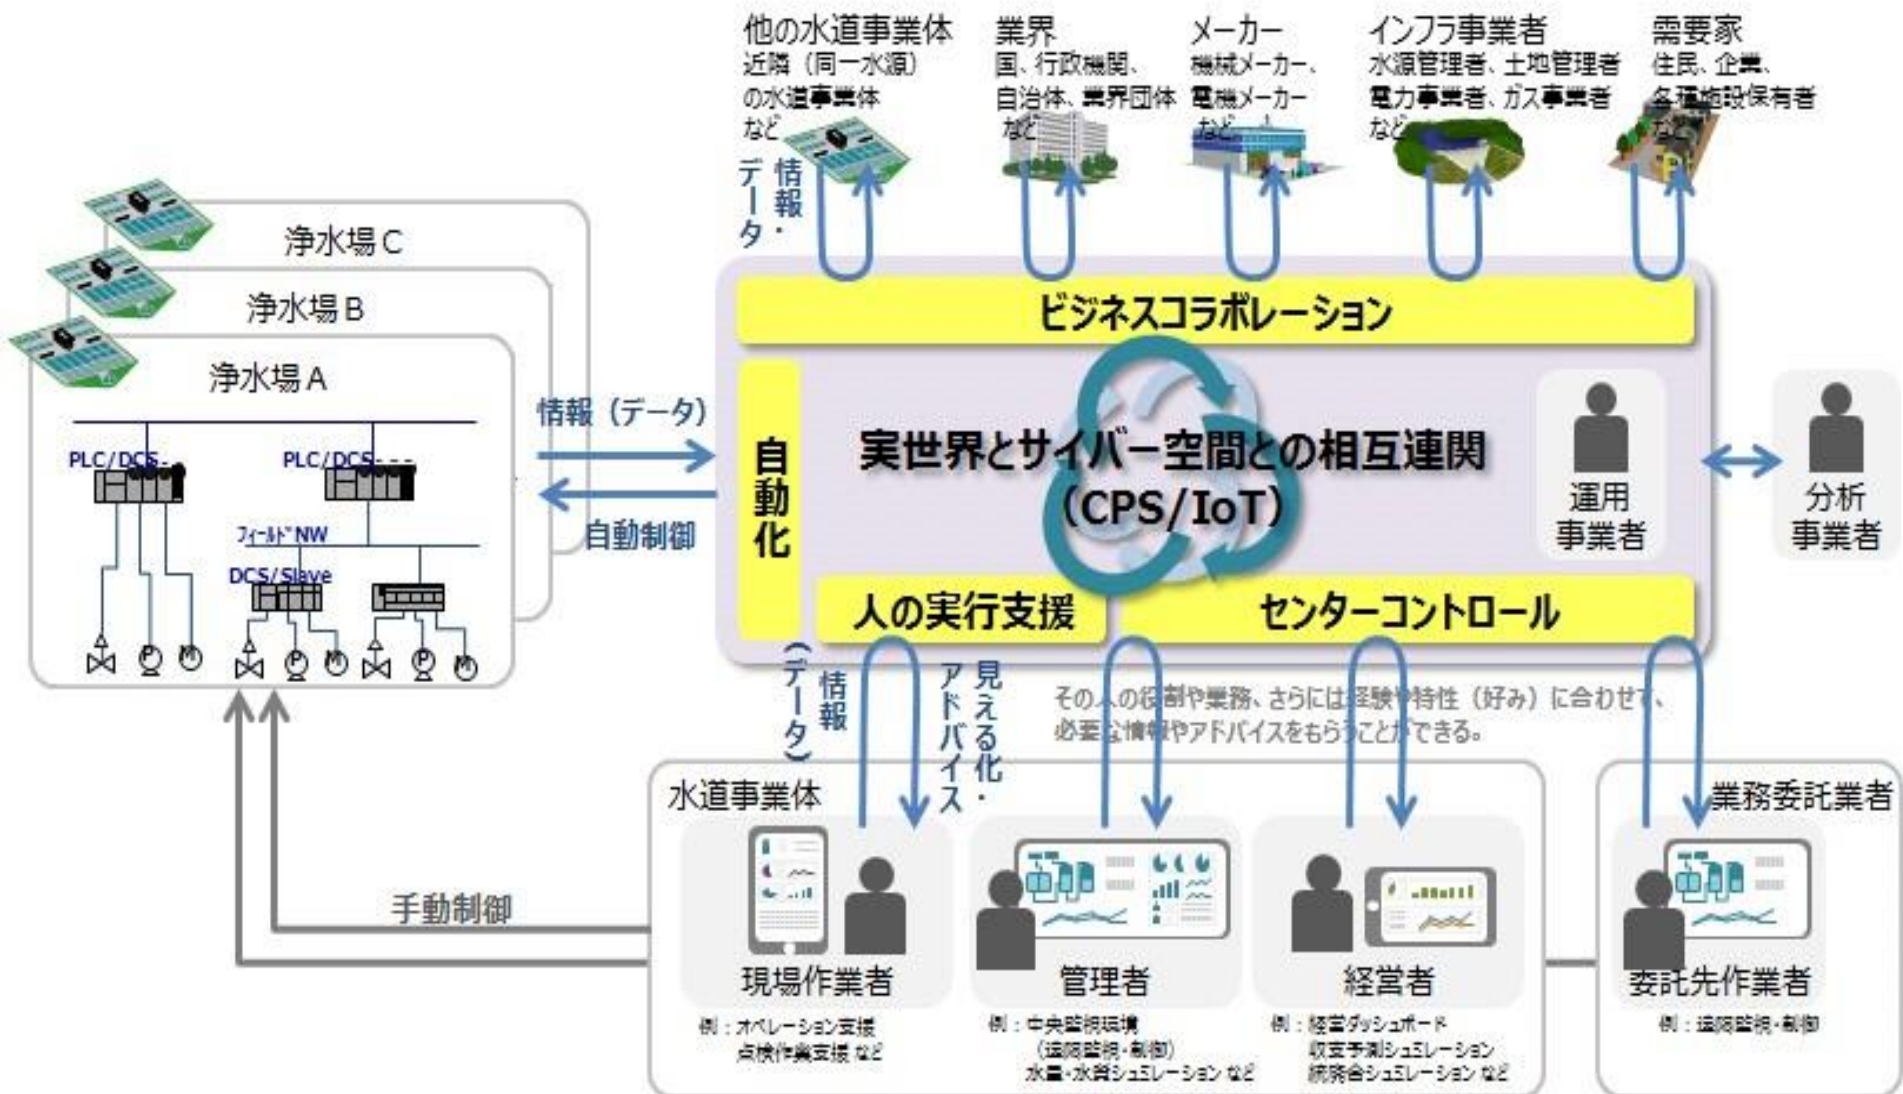 他の水道事業体
近隣（同一水源）
の水道事業体
など
業界
国、行政機関、
自治体、業界団体
など
メーカー
機械メーカー、
電機メーカー
など
インフラ事業者
水源管理者、土地管理者
電力事業者、ガス事業者
など
需要家
住民、企業、
各種施設保有者
など
情報・
データ
浄水場C
浄水場B
浄水場A
PLC/DCS
PLC/DCS
フィールドNW
DCS/Slave
P
M
P
M
P
M
情報（データ）
自動制御
ビジネスコラボレーション
自動化
実世界とサイバー空間との相互連関
（CPS/IoT）
運用
事業者
分析
事業者
人の実行支援
センターコントロール
情報
（データ）
見える化・
アドバイス
その人の役割や業務、さらには経験や特性（好み）に合わせて、
必要な情報やアドバイスをもらうことができる。
手動制御
水道事業体
現場作業者
例：オペレーション支援
点検作業支援 など
管理者
例：中央監視環境
（遠隔監視・制御）
水量・水質シュミレーション など
経営者
例：経営ダッシュボード
収支予測シュミレーション
統廃合シュミレーション など
業務委託業者
委託先作業者
例：遠隔監視・制御